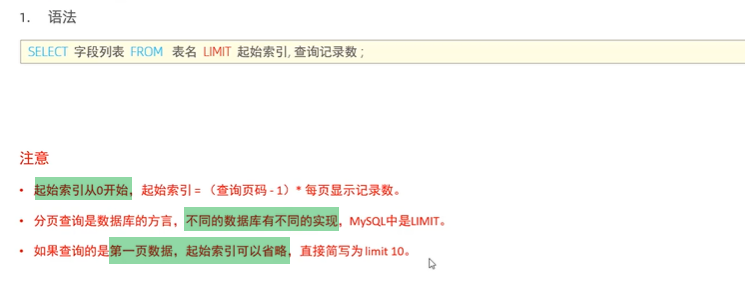 1. 语法
SELECT 字段列表 FROM 表名 LIMIT 起始索引, 查询记录数 ;
注意
• 起始索引从0开始，起始索引 = （查询页码 - 1）* 每页显示记录数。
• 分页查询是数据库的方言，不同的数据库有不同的实现，MySQL中是LIMIT。
• 如果查询的是第一页数据，起始索引可以省略，直接简写为 limit 10。